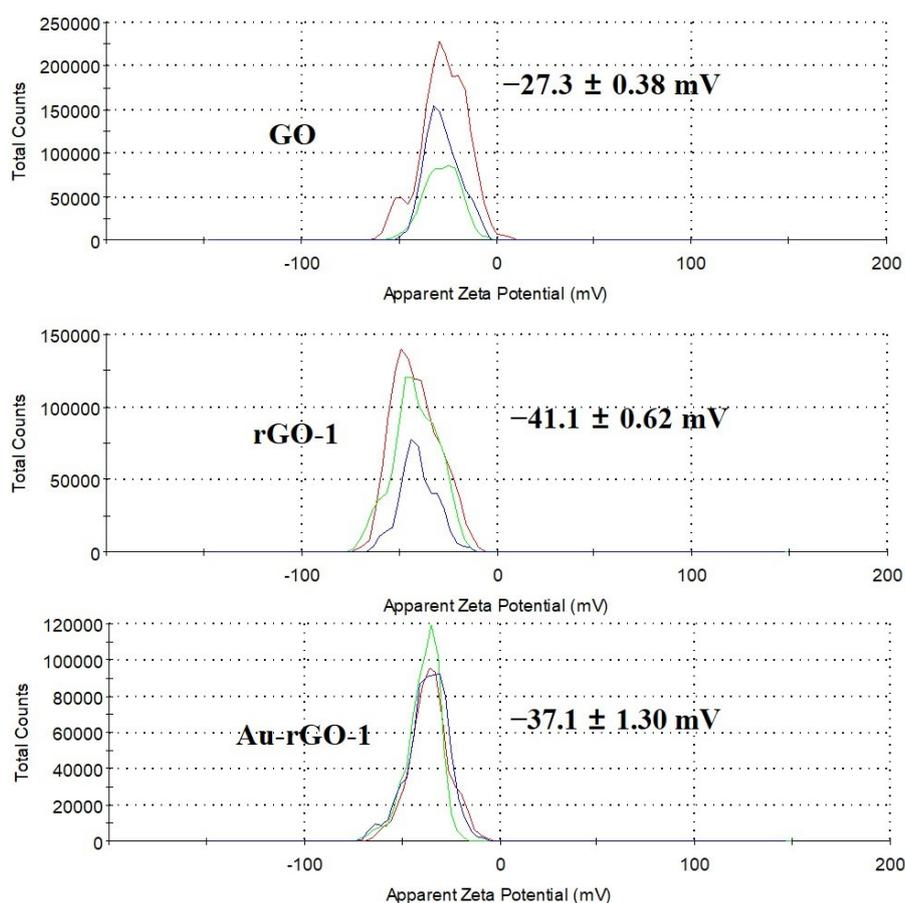 250000
200000
150000
100000
50000
0
Total Counts
GO
−27.3 ± 0.38 mV
-100
0
100
200
Apparent Zeta Potential (mV)
150000
100000
50000
0
Total Counts
rGO-1
−41.1 ± 0.62 mV
-100
0
100
200
Apparent Zeta Potential (mV)
120000
100000
80000
60000
40000
20000
0
Total Counts
Au-rGO-1
−37.1 ± 1.30 mV
-100
0
100
200
Apparent Zeta Potential (mV)